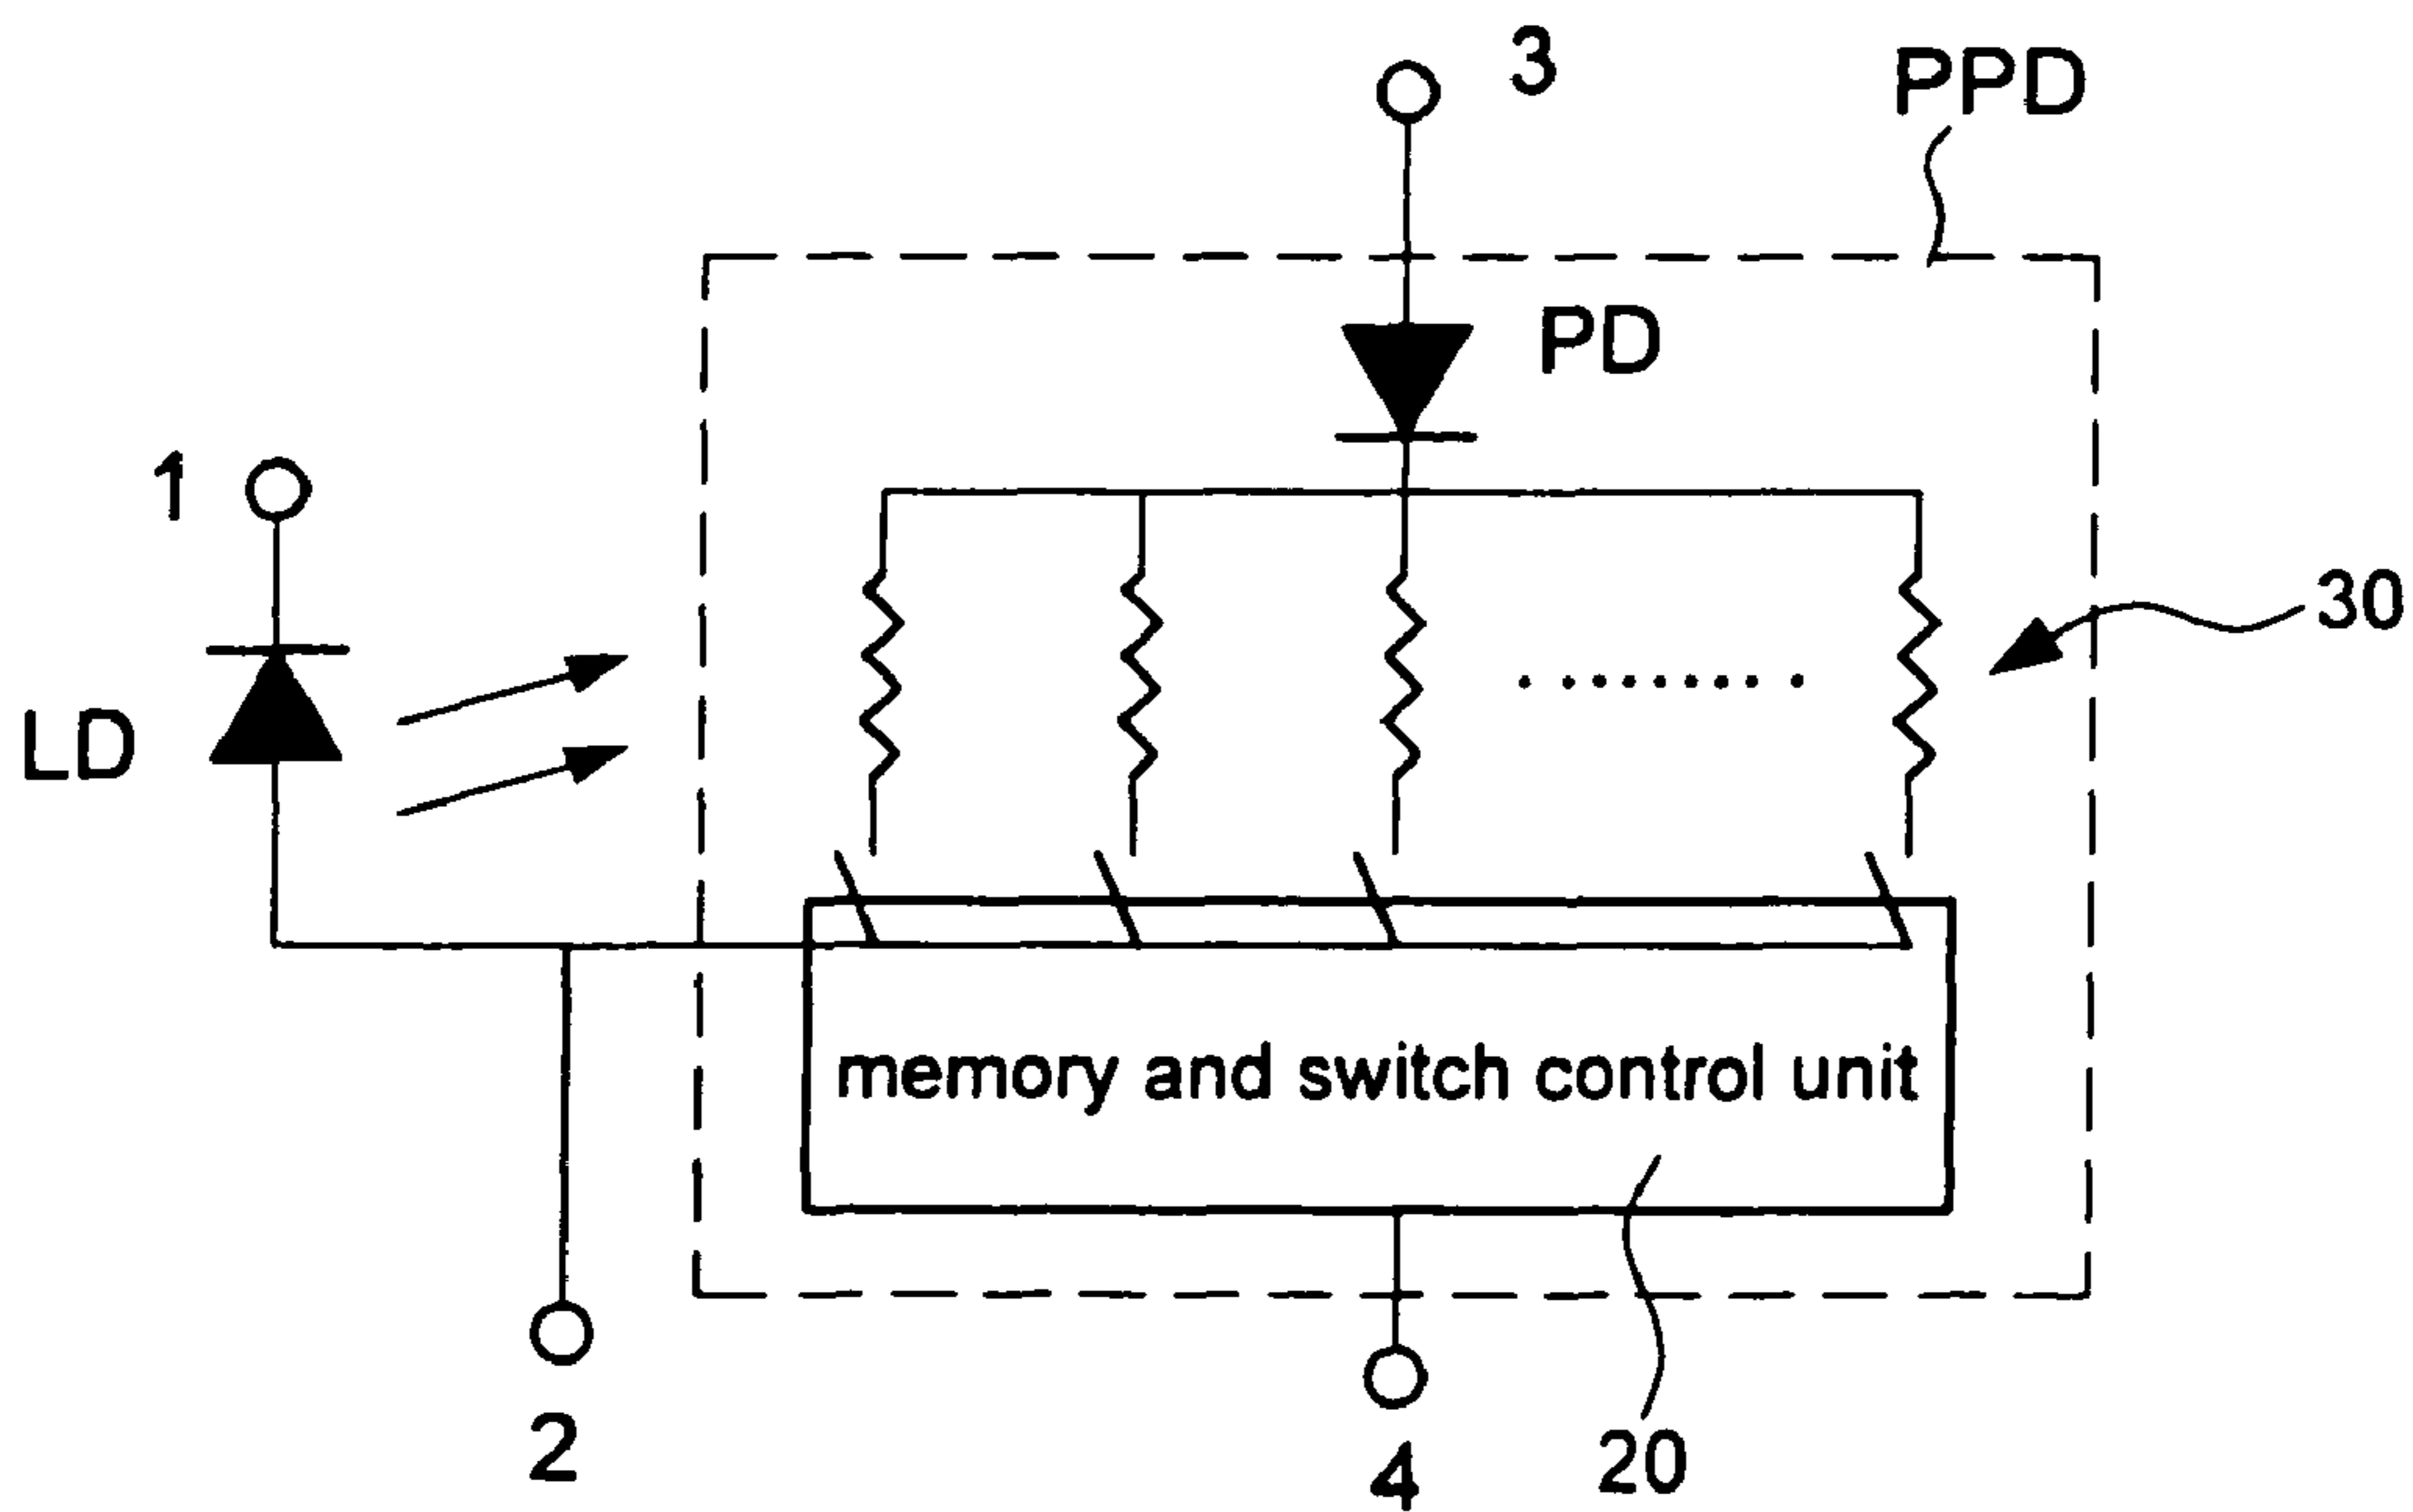 3
PPD
PD
1
30
LD
memory and switch control unit
2
4
20